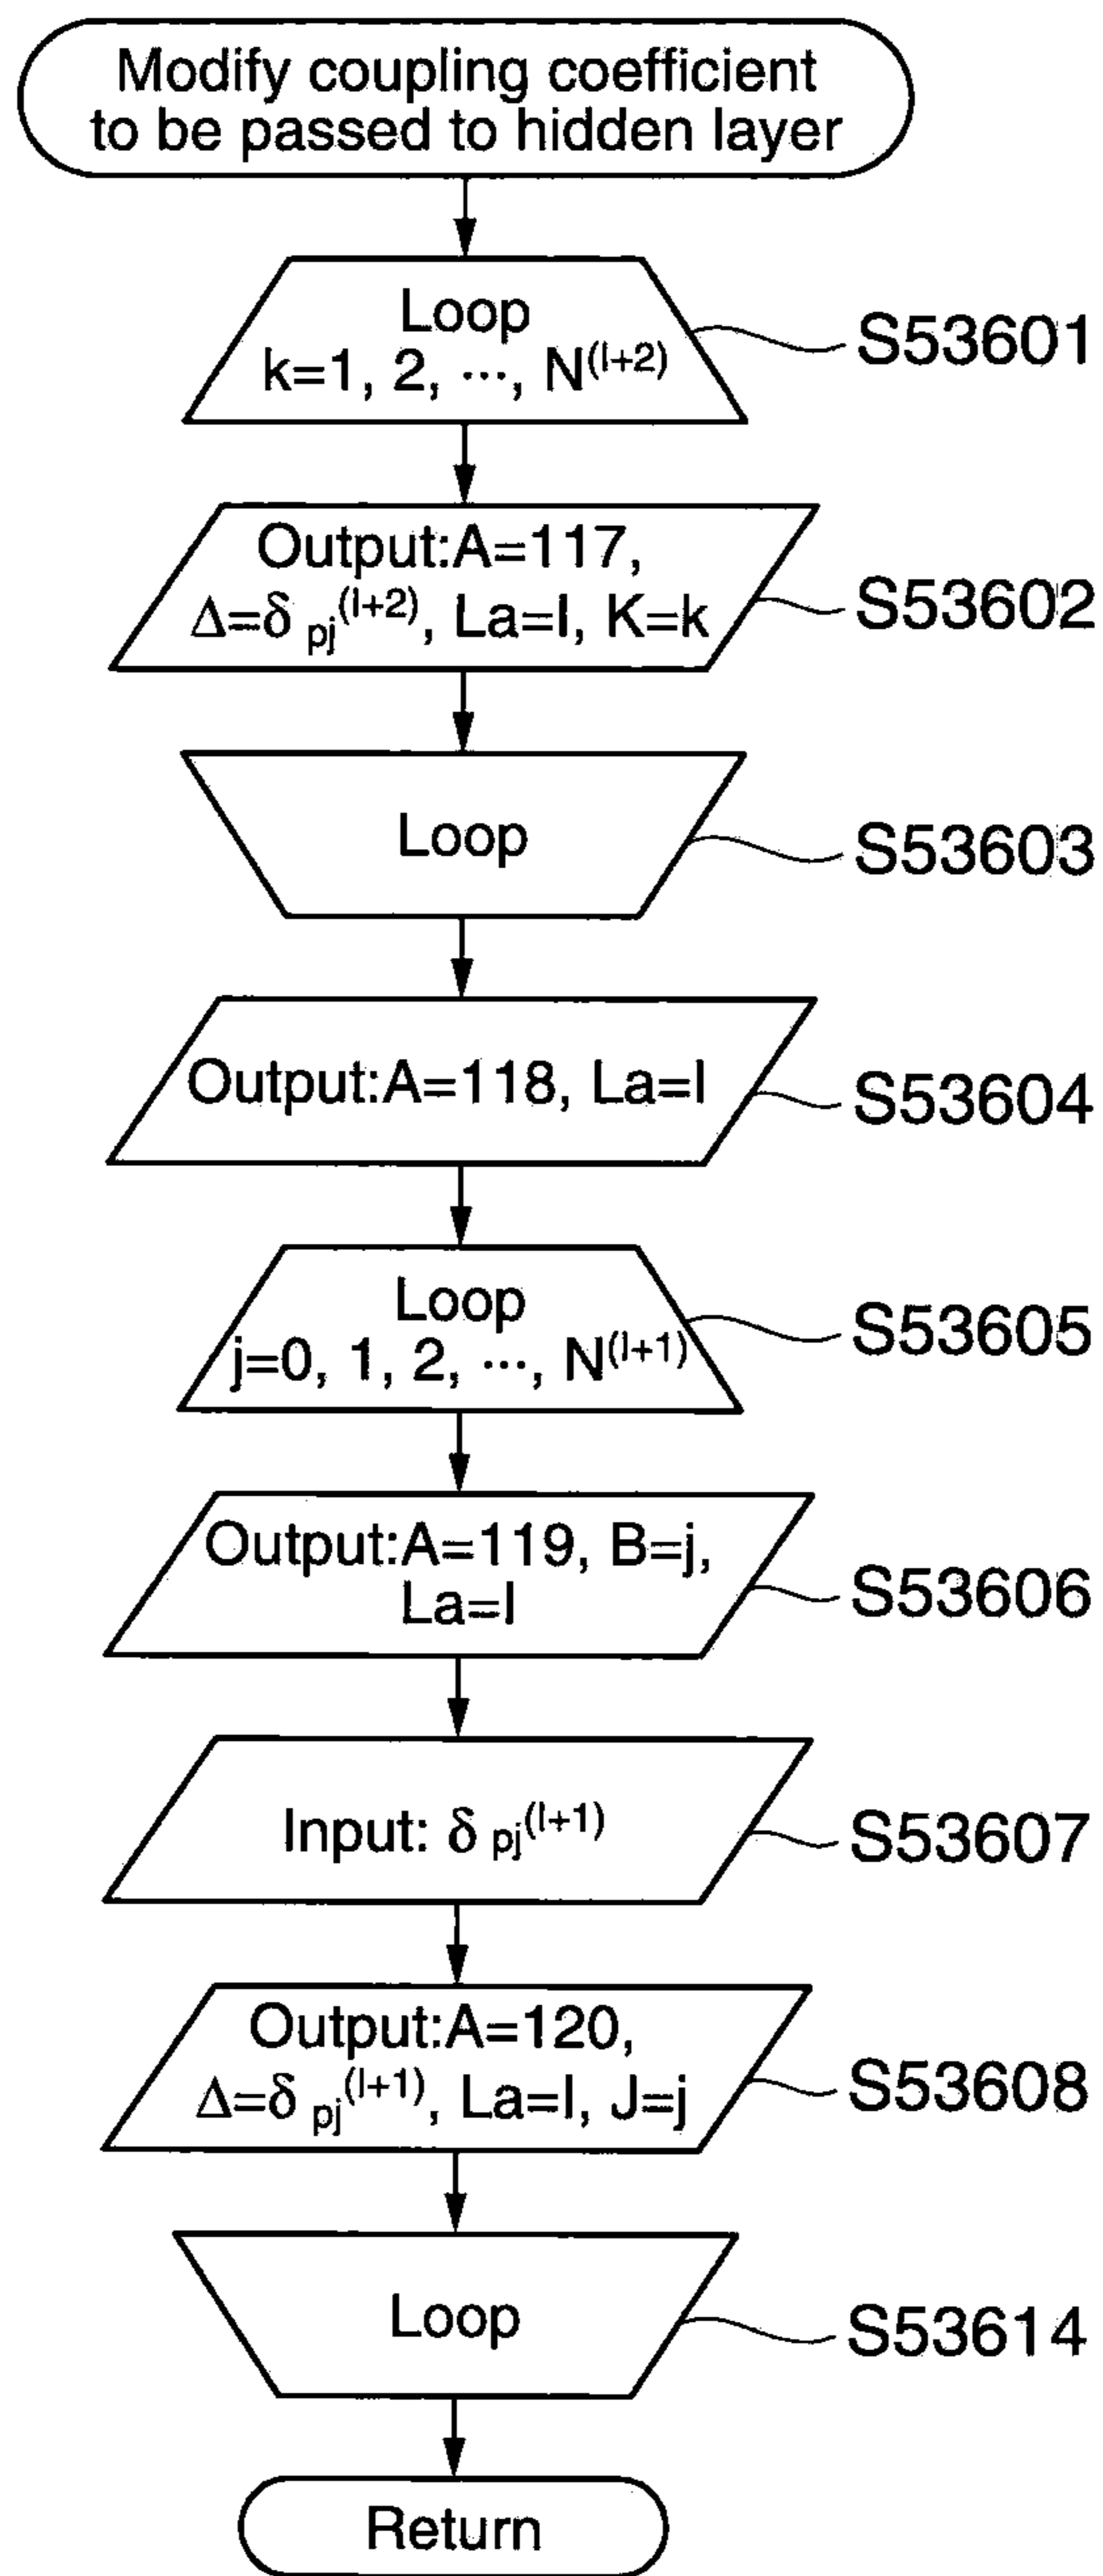 Modify coupling coefficient
to be passed to hidden layer
Loop
k=1, 2, ···, N^(l+2)
S53601
Output:A=117,
Δ=δ pj^(l+2), La=l, K=k
S53602
Loop
S53603
Output:A=118, La=l
S53604
Loop
j=0, 1, 2, ···, N^(l+1)
S53605
Output:A=119, B=j,
La=l
S53606
Input: δ pj^(l+1)
S53607
Output:A=120,
Δ=δ pj^(l+1), La=l, J=j
S53608
Loop
S53614
Return